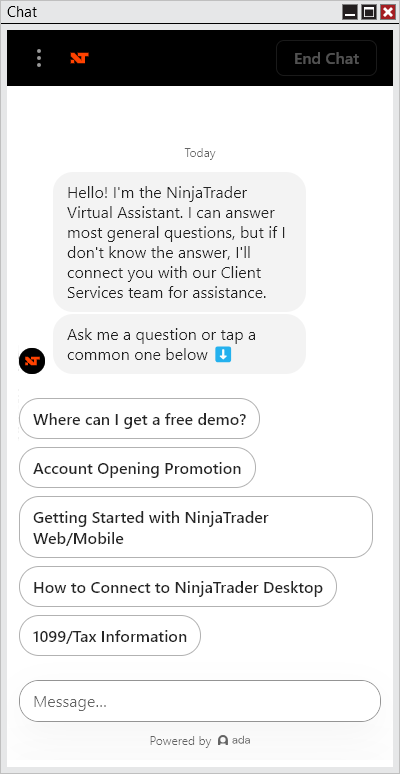 Chat
End Chat
Today
Hello! I'm the NinjaTrader
Virtual Assistant. I can answer
most general questions, but if I
don't know the answer, I'll
connect you with our Client
Services team for assistance.
Ask me a question or tap a
common one below ⬇️
Where can I get a free demo?
Account Opening Promotion
Getting Started with NinjaTrader
Web/Mobile
How to Connect to NinjaTrader Desktop
1099/Tax Information
Message...
Powered by ada